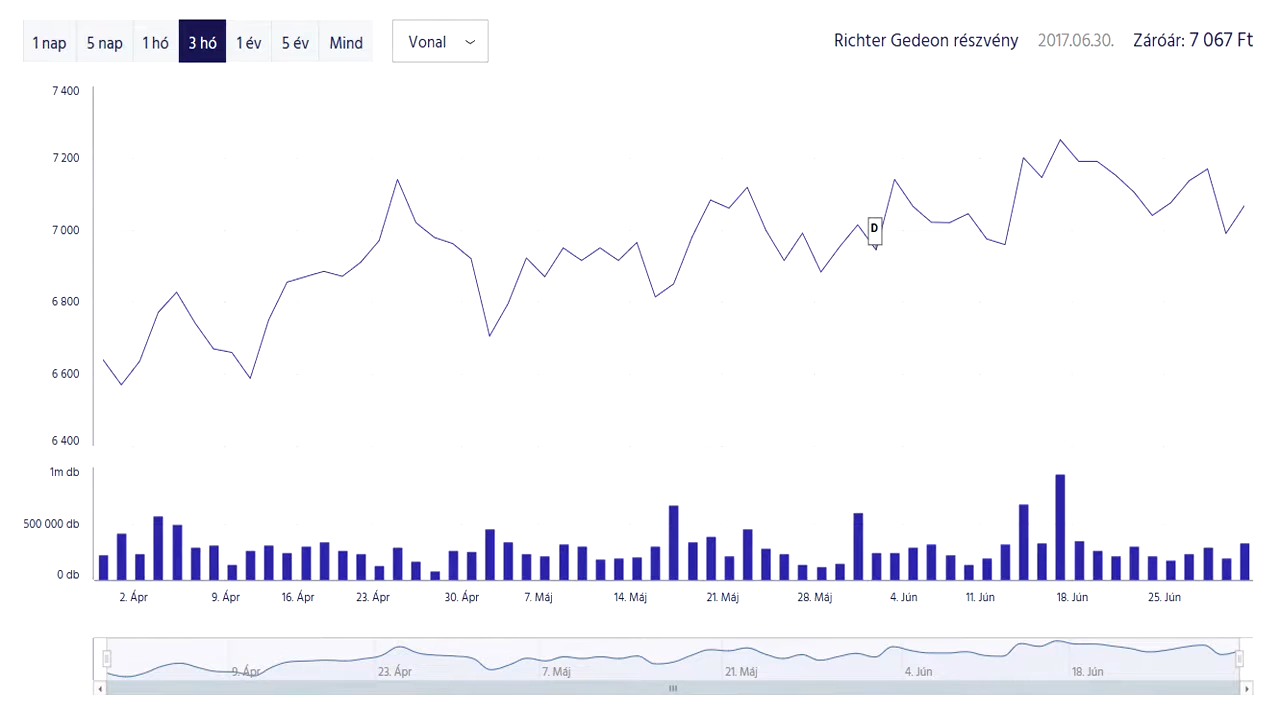 1 nap 5 nap 1 hó 3 hó 1 év 5 év Mind Vonal Richter Gedeon részvény 2017.06.30. Záróár: 7 067 Ft
7 400
7 200
7 000
D
6 800
6 600
6 400
1m db
500 000 db
0 db
2. Ápr 9. Ápr 16. Ápr 23. Ápr 30. Ápr 7. Máj 14. Máj 21. Máj 28. Máj 4. Jún 11. Jún 18. Jún 25. Jún
9. Ápr 23. Ápr 7. Máj 21. Máj 4. Jún 18. Jún